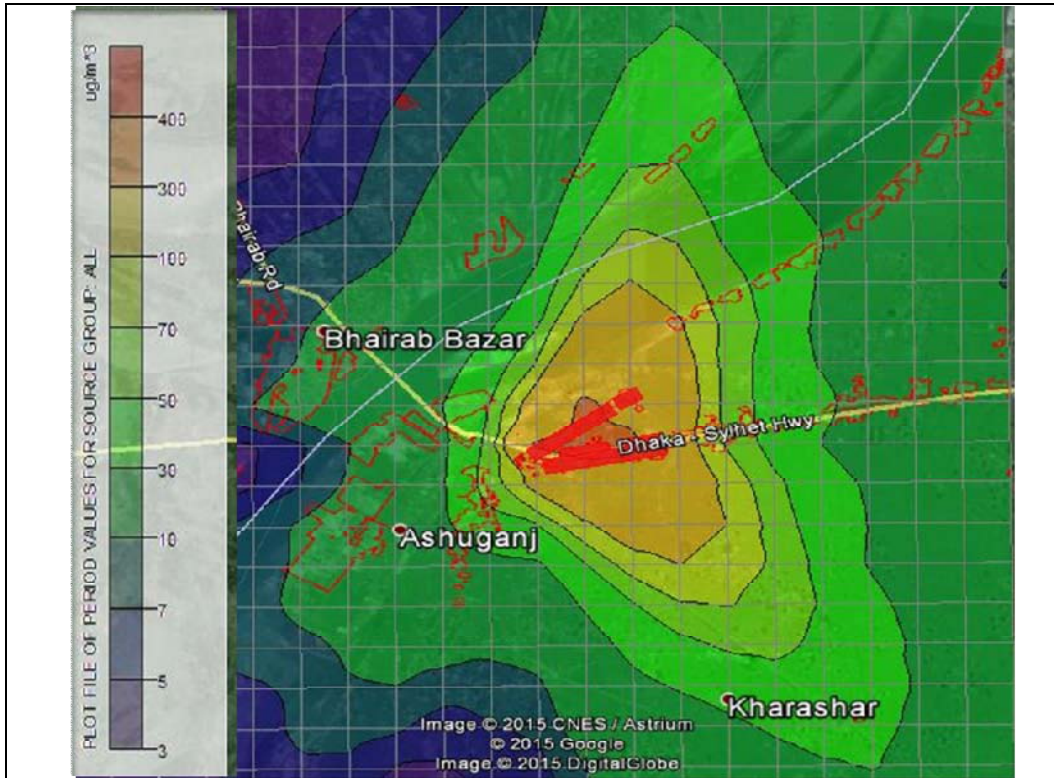 PLOT FILE OF PERIOD VALUES FOR SOURCE GROUP: ALL
ug/m^3
400
300
100
70
50
30
10
7
5
3
Bhairab Rd
Bhairab Bazar
Dhaka - Sylhet Hwy
Ashuganj
Kharashar
Image © 2015 CNES / Astrium
© 2015 Google
Image © 2015 DigitalGlobe